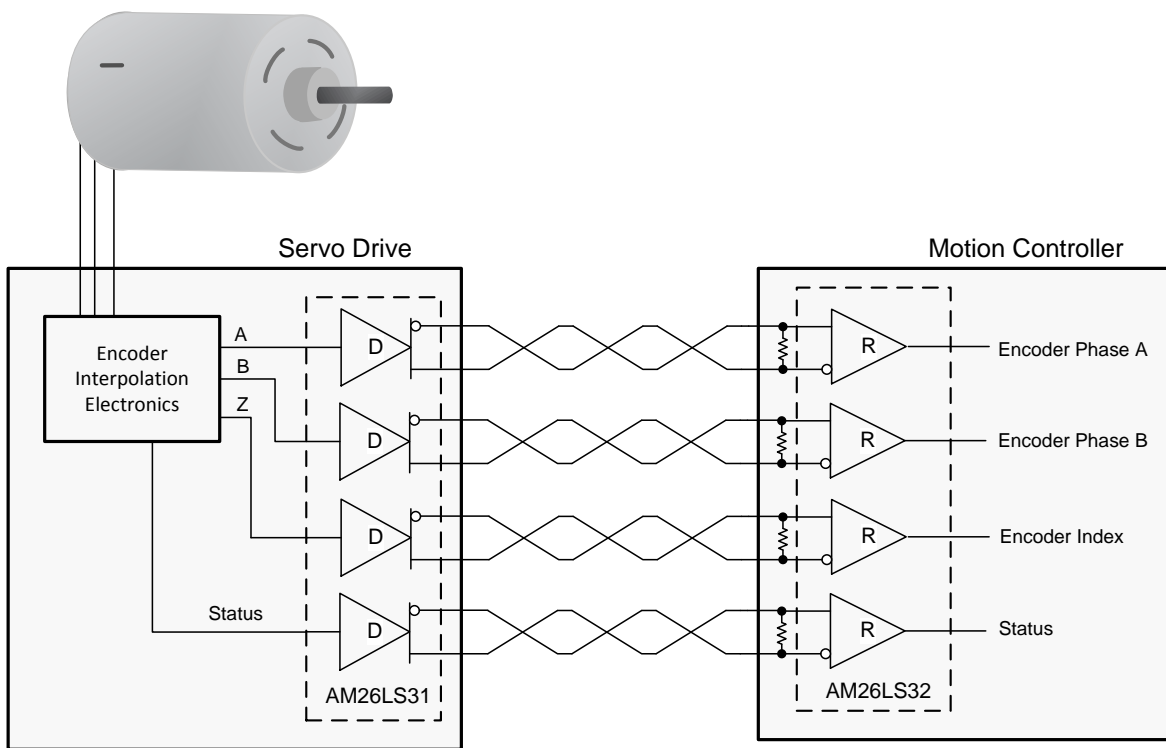 Servo Drive
Motion Controller
Encoder
Interpolation
Electronics
A
B
Z
Status
D
D
D
D
AM26LS31
R
R
R
R
AM26LS32
Encoder Phase A
Encoder Phase B
Encoder Index
Status